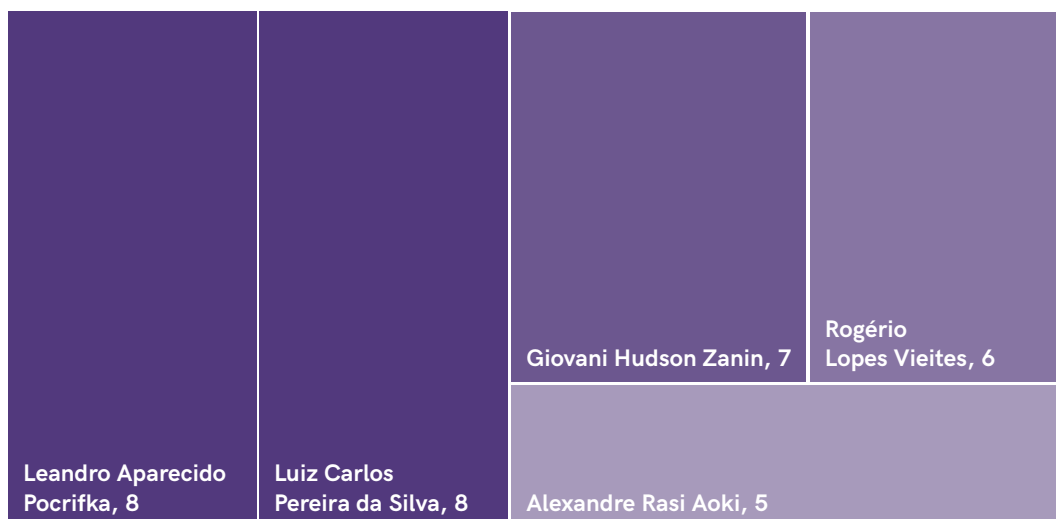 Leandro Aparecido
Pocrifka, 8
Luiz Carlos
Pereira da Silva, 8
Giovani Hudson Zanin, 7
Rogério
Lopes Vieites, 6
Alexandre Rasi Aoki, 5